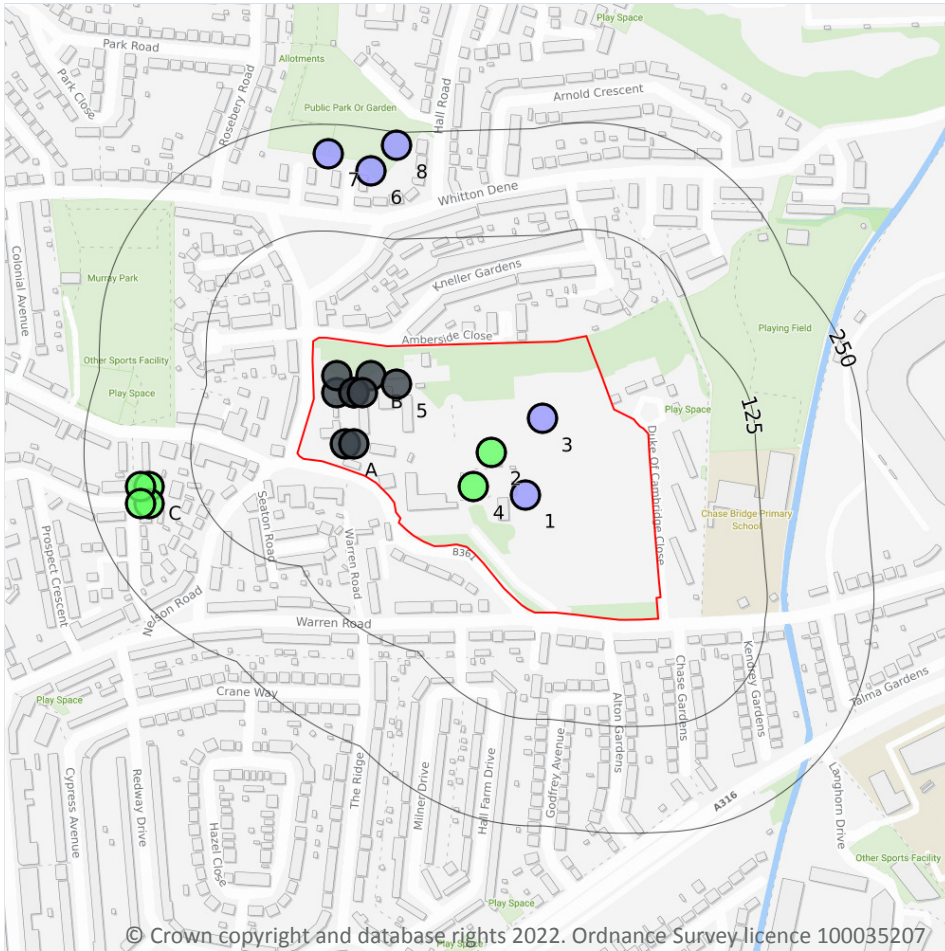 Play Space
Park Road
Allotments
Park Close
Rosebery Road
Hall Road
Arnold Crescent
Public Park Or Garden
7
6
8
Whitton Dene
Colonial Avenue
Murray Park
Kneller Gardens
Playing Field
250
Amberside Close
Other Sports Facility
Play Space
B
5
125
Play Space
3
A
2
4
1
Duke Of Cambridge Close
C
Seaton Road
Chase Bridge Primary
School
Prospect Crescent
Warren Road
B361
Nelson Road
Warren Road
Kendrey Gardens
Chase Gardens
Talma Gardens
Play Space
Crane Way
Alton Gardens
The Ridge
Milner Drive
Hall Farm Drive
Godfrey Avenue
Cypress Avenue
Redway Drive
Hazel Close
A316
Langhorn Drive
Other Sports Facility
Play Space
Play Space
© Crown copyright and database rights 2022. Ordnance Survey licence 100035207